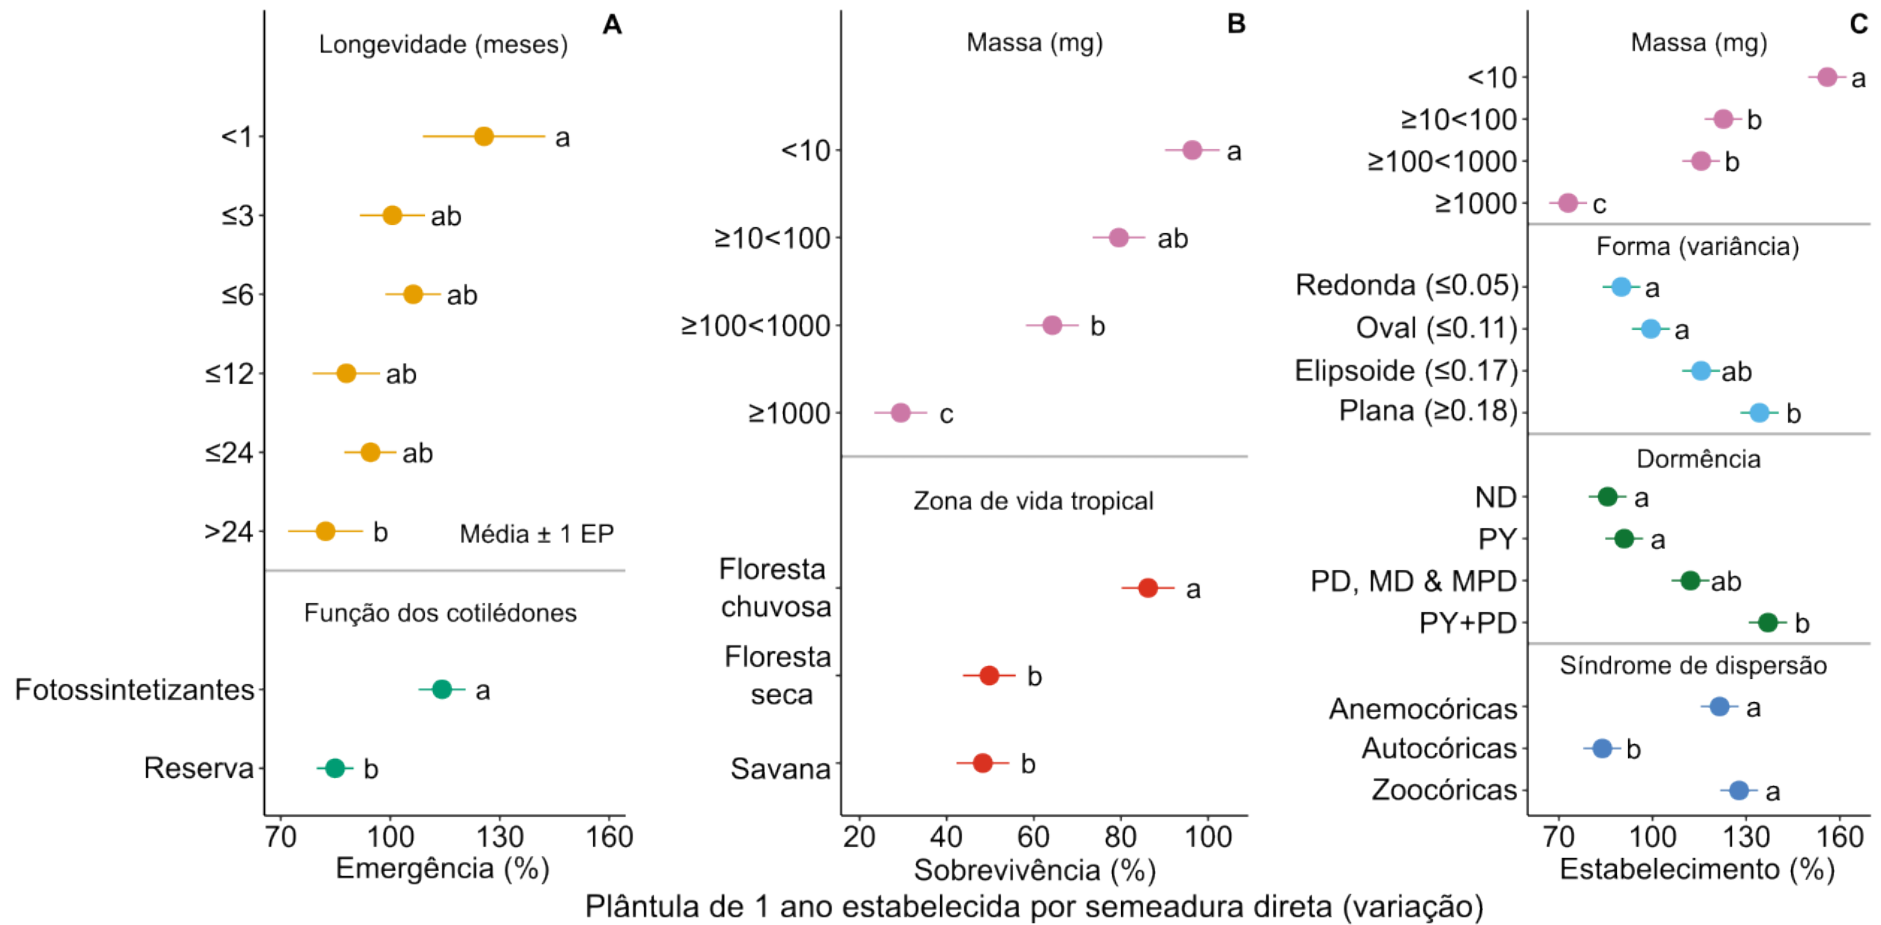 A
Longevidade (meses)
<1
a
≤3
ab
≤6
ab
≤12
ab
≤24
ab
>24
b
Média ± 1 EP
Função dos cotilédones
Fotossintetizantes
a
Reserva
b
70 100 130 160
Emergência (%)
B
Massa (mg)
<10
a
≥10<100
ab
≥100<1000
b
≥1000
c
Zona de vida tropical
Floresta
chuvosa
a
Floresta
seca
b
Savana
b
20 40 60 80 100
Sobrevivência (%)
C
Massa (mg)
<10
a
≥10<100
b
≥100<1000
b
≥1000
c
Forma (variância)
Redonda (≤0.05)
a
Oval (≤0.11)
a
Elipsoide (≤0.17)
ab
Plana (≥0.18)
b
Dormência
ND
a
PY
a
PD, MD & MPD
ab
PY+PD
b
Síndrome de dispersão
Anemocóricas
a
Autocóricas
b
Zoocóricas
a
70 100 130 160
Estabelecimento (%)
Plântula de 1 ano estabelecida por semeadura direta (variação)